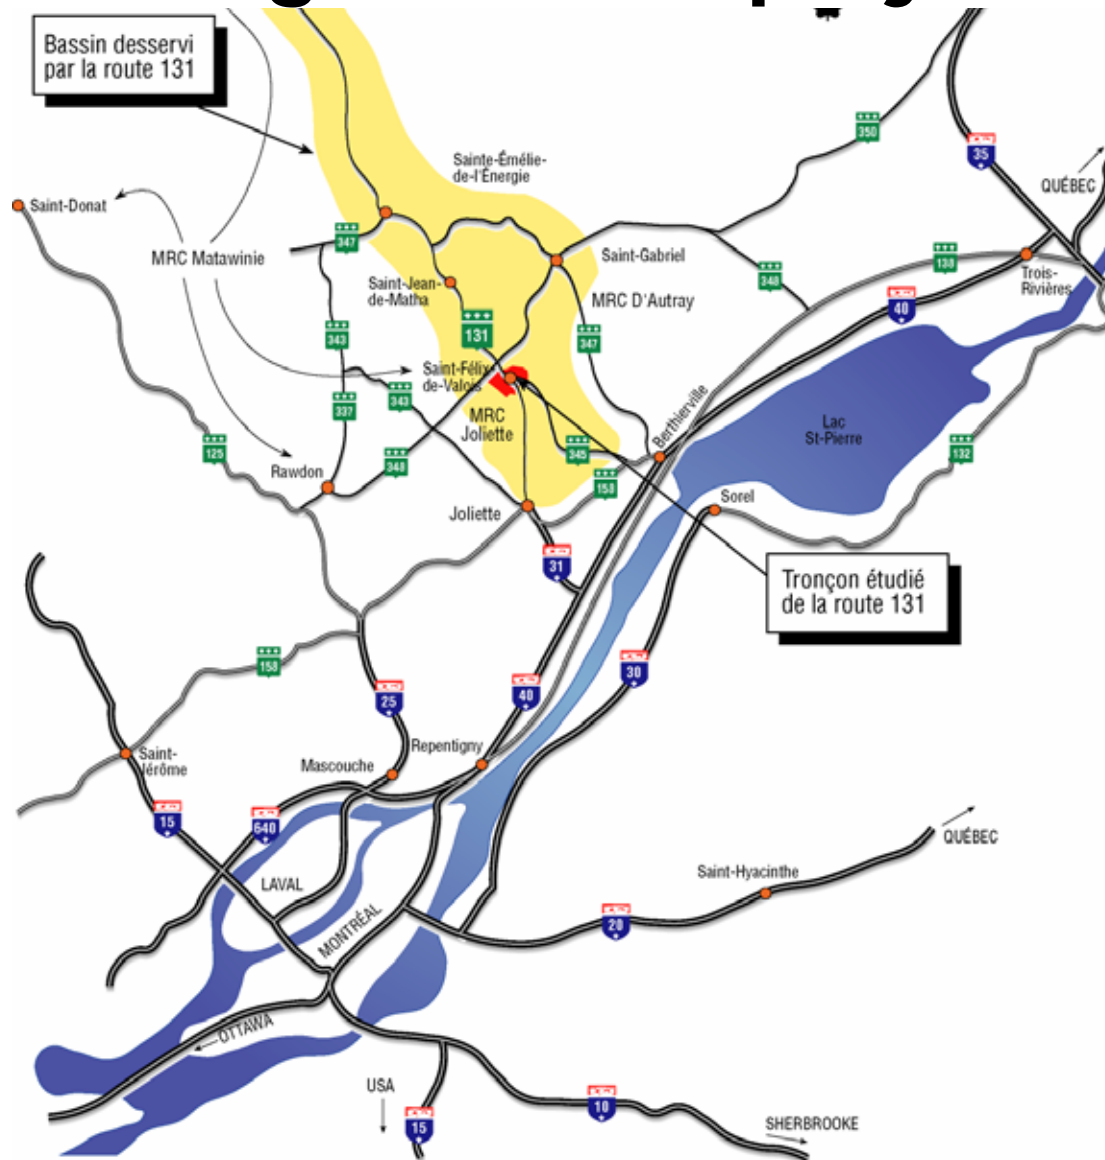 Bassin desservi
par la route 131
350
35
QUÉBEC
Sainte-Émélie-
de-l'Énergie
Saint-Donat
347
MRC Matawinie
Saint-Gabriel
138
Trois-
Rivières
348
Saint-Jean-
de-Matha
MRC D'Autray
40
131
343
347
Saint-Félix-
de-Valois
343
337
MRC
Joliette
Berthierville
Lac
St-Pierre
125
348
345
132
Rawdon
158
Sorel
Joliette
31
Tronçon étudié
de la route 131
158
25
40
30
Repentigny
Saint-
Jérôme
Mascouche
15
640
QUÉBEC
LAVAL
Saint-Hyacinthe
MONTRÉAL
20
OTTAWA
USA
15
10
SHERBROOKE